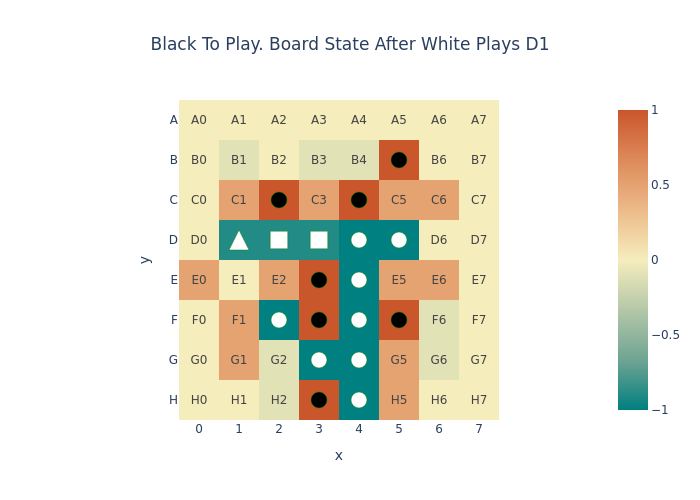 Black To Play. Board State After White Plays D1
A A0 A1 A2 A3 A4 A5 A6 A7
B B0 B1 B2 B3 B4 B6 B7
C C0 C1 C3 C5 C6 C7
D D0 D6 D7
E E0 E1 E2 E5 E6 E7
F F0 F1 F6 F7
G G0 G1 G2 G5 G6 G7
H H0 H1 H2 H5 H6 H7
0 1 2 3 4 5 6 7
x
y
1
0.5
0
−0.5
−1